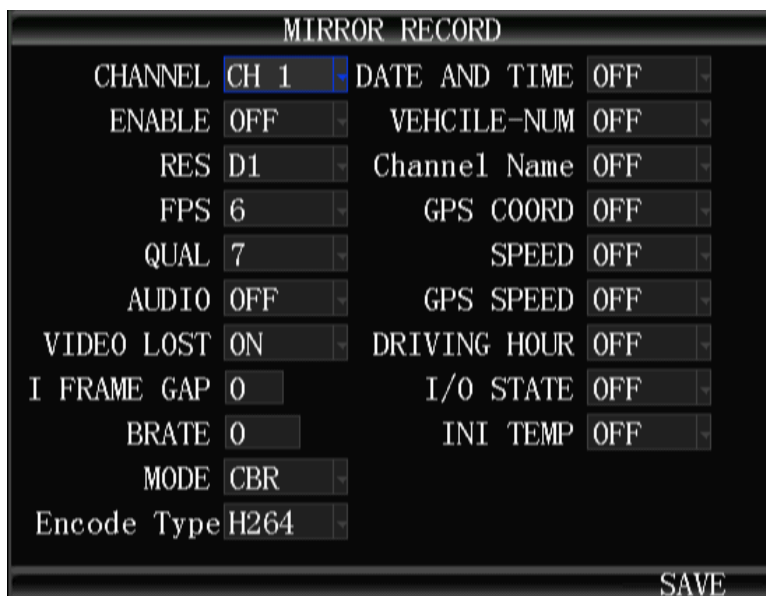 MIRROR RECORD
CHANNEL CH 1 DATE AND TIME OFF
ENABLE OFF VEHCILE-NUM OFF
RES D1 Channel Name OFF
FPS 6 GPS COORD OFF
QUAL 7 SPEED OFF
AUDIO OFF GPS SPEED OFF
VIDEO LOST ON DRIVING HOUR OFF
I FRAME GAP 0 I/O STATE OFF
BRATE 0 INI TEMP OFF
MODE CBR
Encode Type H264
SAVE